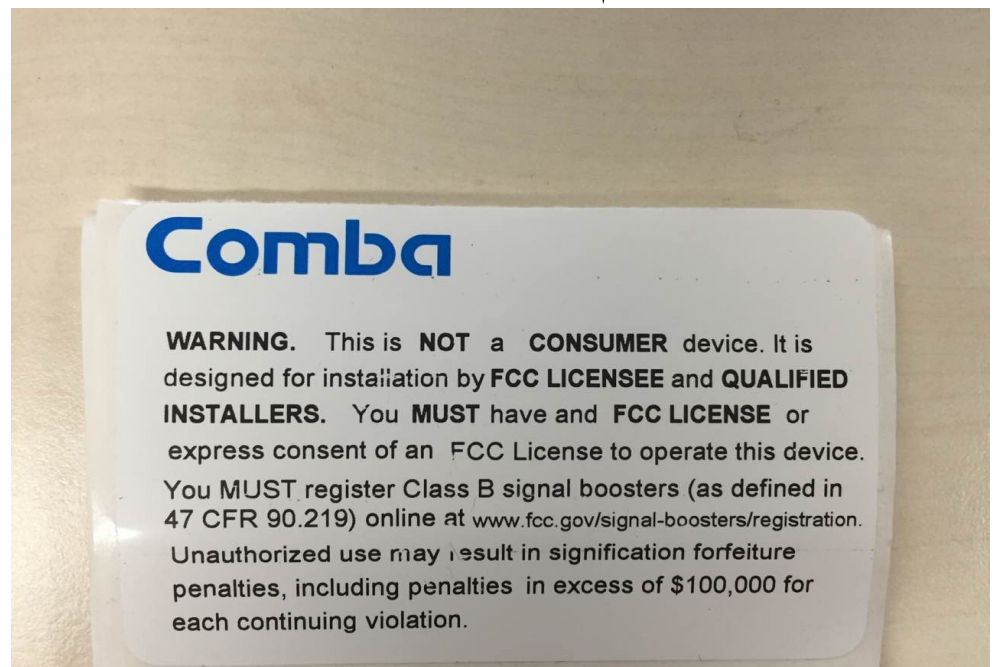 Comba
WARNING. This is NOT a CONSUMER device. It is
designed for installation by FCC LICENSEE and QUALIFIED
INSTALLERS. You MUST have and FCC LICENSE or
express consent of an FCC License to operate this device.
You MUST register Class B signal boosters (as defined in
47 CFR 90.219) online at www.fcc.gov/signal-boosters/registration.
Unauthorized use may result in signification forfeiture
penalties, including penalties in excess of $100,000 for
each continuing violation.